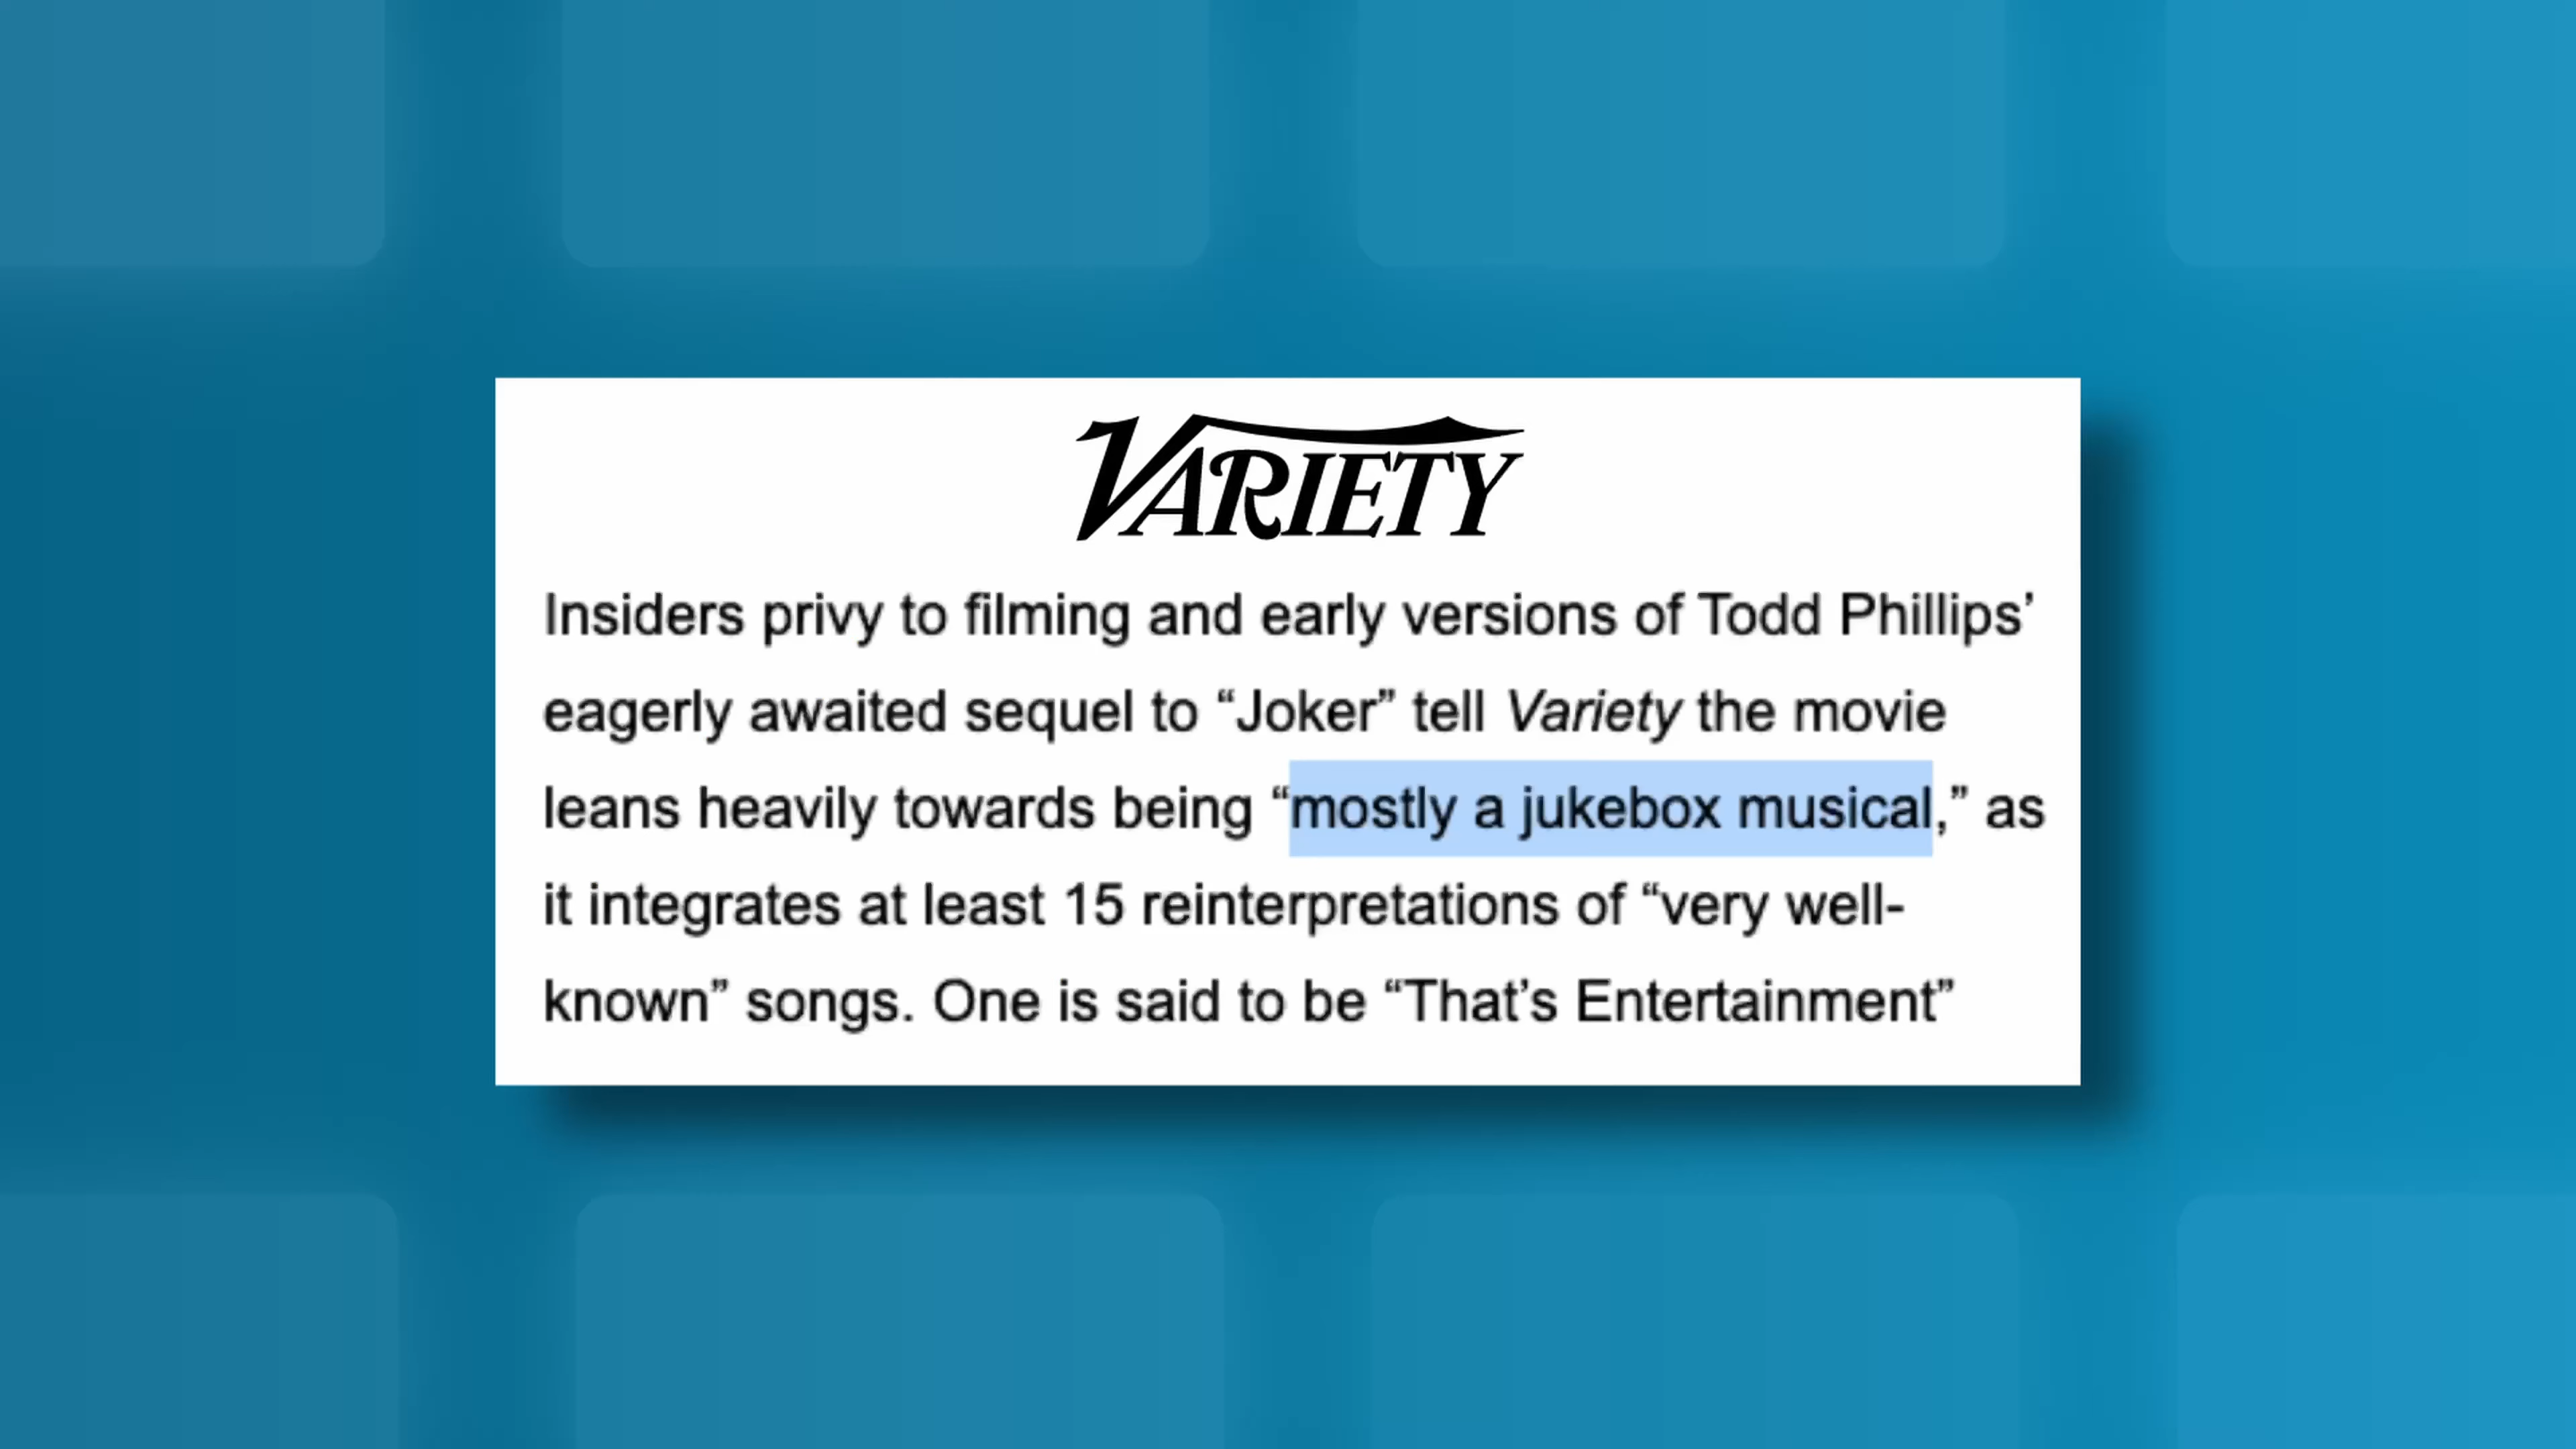 VARIETY
Insiders privy to filming and early versions of Todd Phillips’
eagerly awaited sequel to “Joker” tell Variety the movie
leans heavily towards being “mostly a jukebox musical,” as
it integrates at least 15 reinterpretations of “very well-
known” songs. One is said to be “That’s Entertainment”